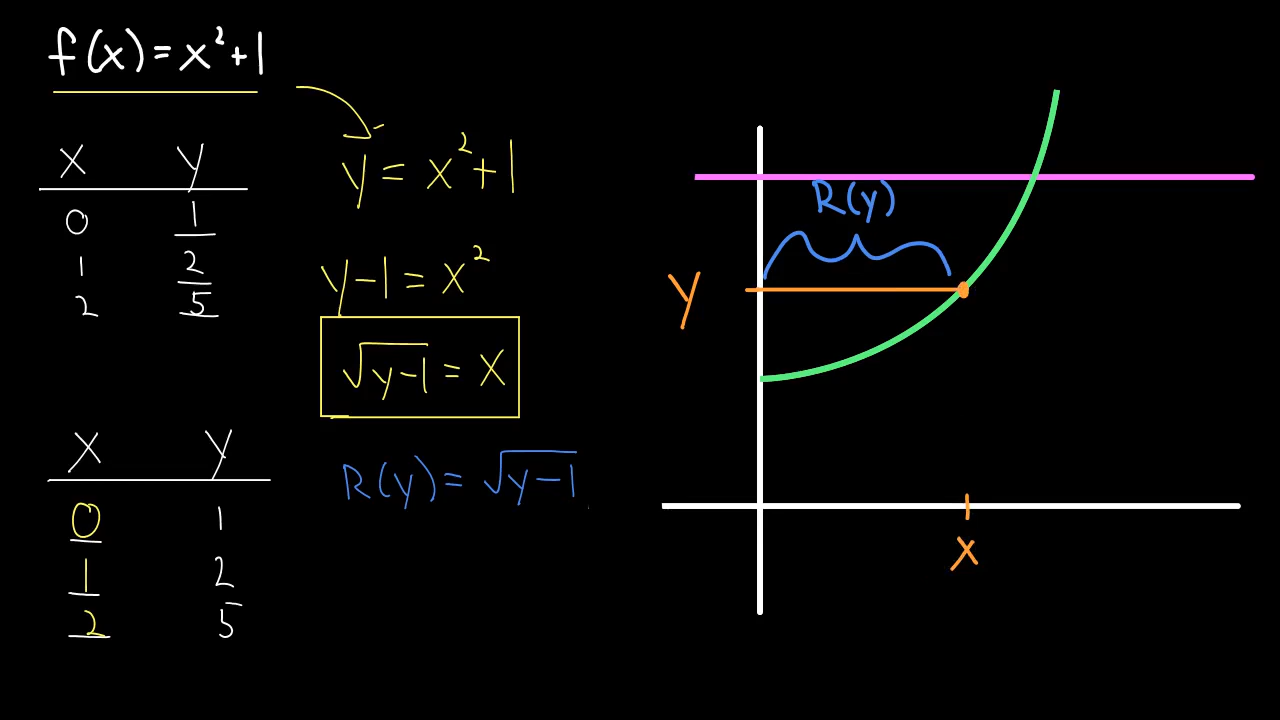 f(x)=x²+1
X Y
0 1
1 2
2 5
y = x²+1
y-1 = x²
√y-1 = X
R(y) = √y-1
X Y
0 1
1 2
2 5
R(y)
Y
X